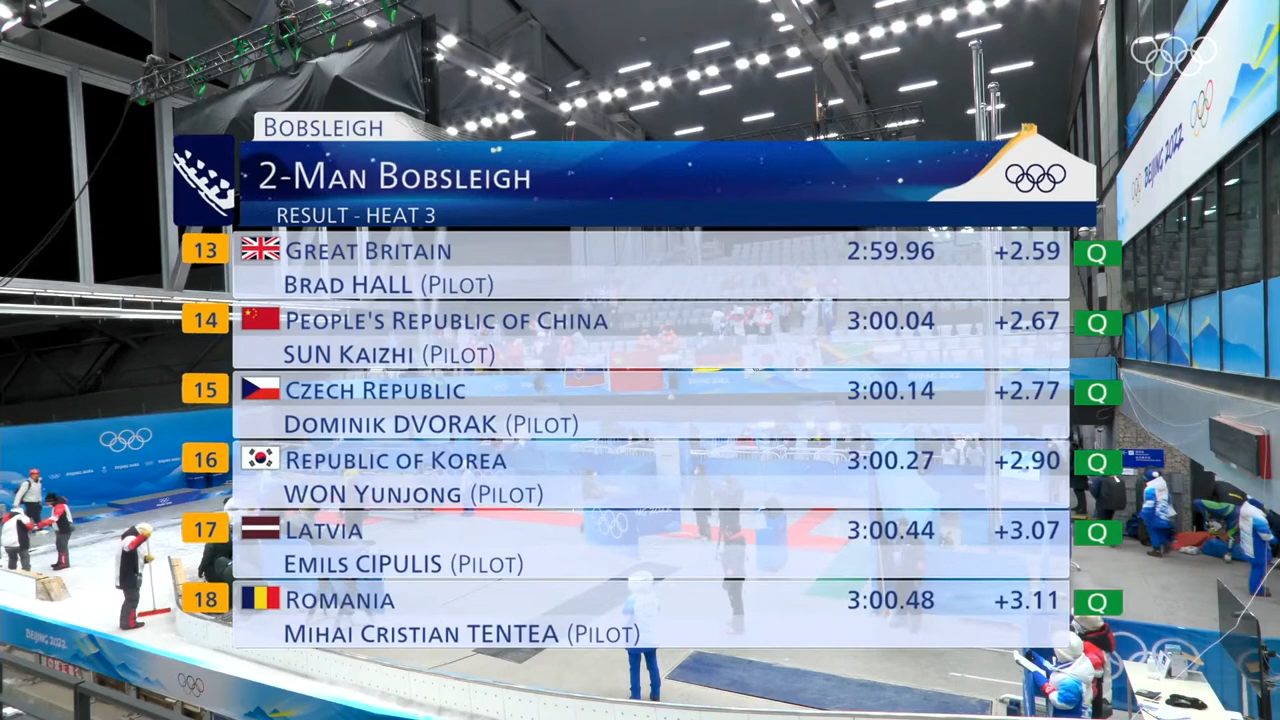 BOBSLEIGH
2-MAN BOBSLEIGH
RESULT - HEAT 3
13 GREAT BRITAIN 2:59.96 +2.59 Q
BRAD HALL (PILOT)
14 PEOPLE'S REPUBLIC OF CHINA 3:00.04 +2.67 Q
SUN KAIZHI (PILOT)
15 CZECH REPUBLIC 3:00.14 +2.77 Q
DOMINIK DVORAK (PILOT)
16 REPUBLIC OF KOREA 3:00.27 +2.90 Q
WON YUNJONG (PILOT)
17 LATVIA 3:00.44 +3.07 Q
EMILS CIPULIS (PILOT)
18 ROMANIA 3:00.48 +3.11 Q
MIHAI CRISTIAN TENTEA (PILOT)
BEIJING 2022
BEIJING 2022